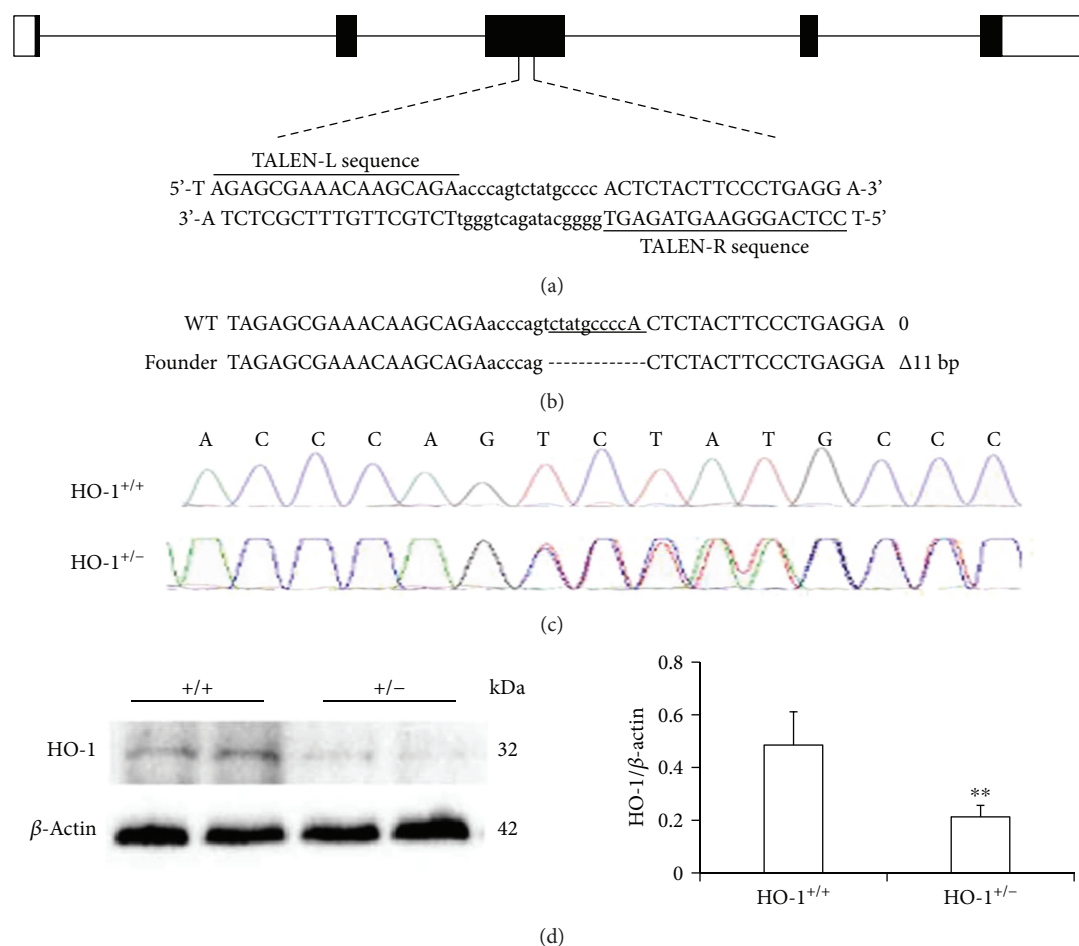 TALEN-L sequence
5’-T AGAGCGAAACAAGCAGAacccagtctatgcccc ACTCTACTTCCCTGAGG A-3’
3’-A TCTCGCTTTGTTCGTCTtgggtcagatacggggTGAGATGAAGGGACTCC T-5’
TALEN-R sequence
(a)
WT TAGAGCGAAACAAGCAGAacccagtctatgccccA CTCTACTTCCCTGAGGA 0
Founder TAGAGCGAAACAAGCAGAacccag ------------CTCTACTTCCCTGAGGA Δ11 bp
(b)
A C C C A G T C T A T G C C C
HO-1+/+
HO-1+/−
(c)
+/+ +/− kDa
HO-1 32
β-Actin 42
HO-1/β-actin
0.8
0.6
0.4
0.2
0
**
HO-1+/+ HO-1+/−
(d)